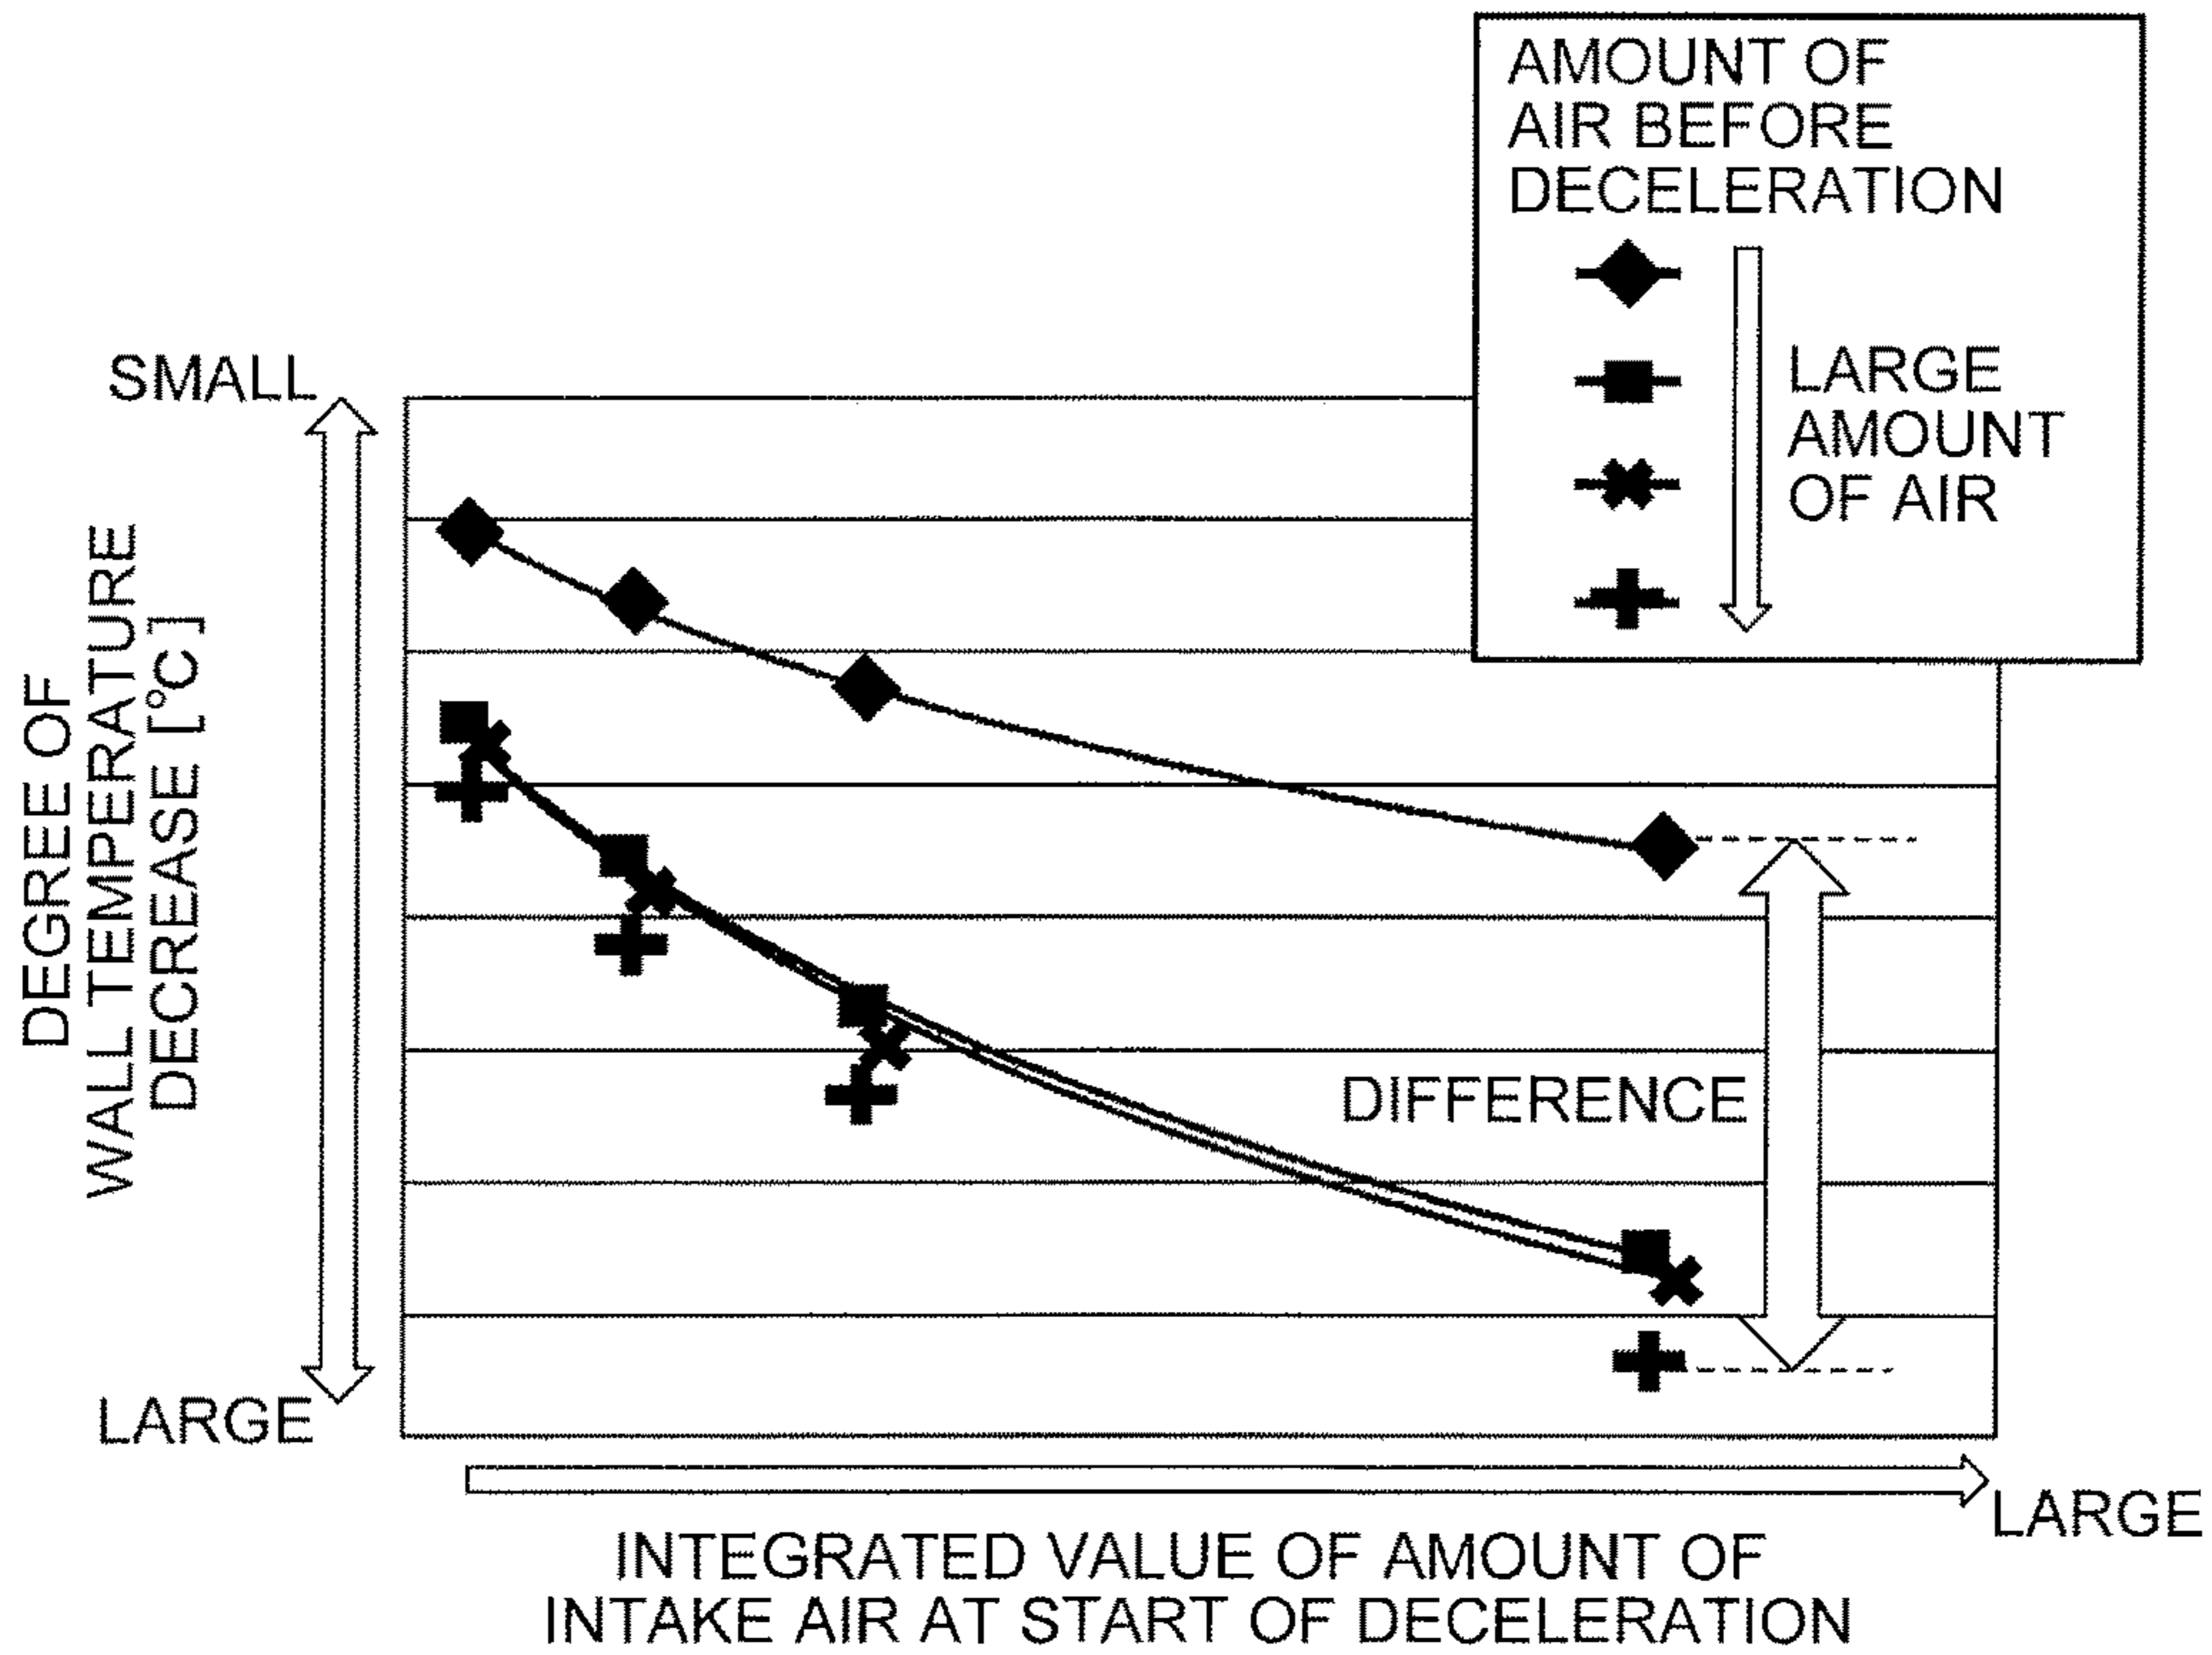 AMOUNT OF
AIR BEFORE
DECELERATION
LARGE
AMOUNT
OF AIR
SMALL
DEGREE OF
WALL TEMPERATURE
DECREASE [°C]
LARGE
DIFFERENCE
LARGE
INTEGRATED VALUE OF AMOUNT OF
INTAKE AIR AT START OF DECELERATION